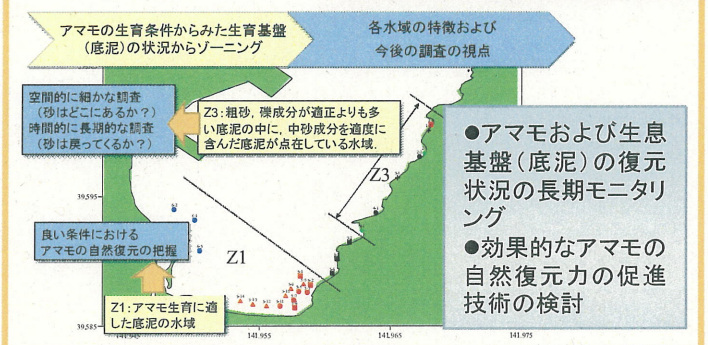 アマモの生育条件からみた生育基盤
(底泥)の状況からゾーニング
各水域の特徴および
今後の調査の視点
空間的に細かな調査
(砂はどこにあるか？)
時間的に長期的な調査
(砂は戻ってくるか？)
Z3:粗砂，礫成分が適正よりも多
い底泥の中に，中砂成分を適度に
含んだ底泥が点在している水域．
Z3
39.595
良い条件における
アマモの自然復元の把握
Z1
Z1:アマモ生育に適
した底泥の水域
39.585
141.945
141.955
141.965
141.975
●アマモおよび生息
基盤(底泥)の復元
状況の長期モニタリ
ング
●効果的なアマモの
自然復元力の促進
技術の検討